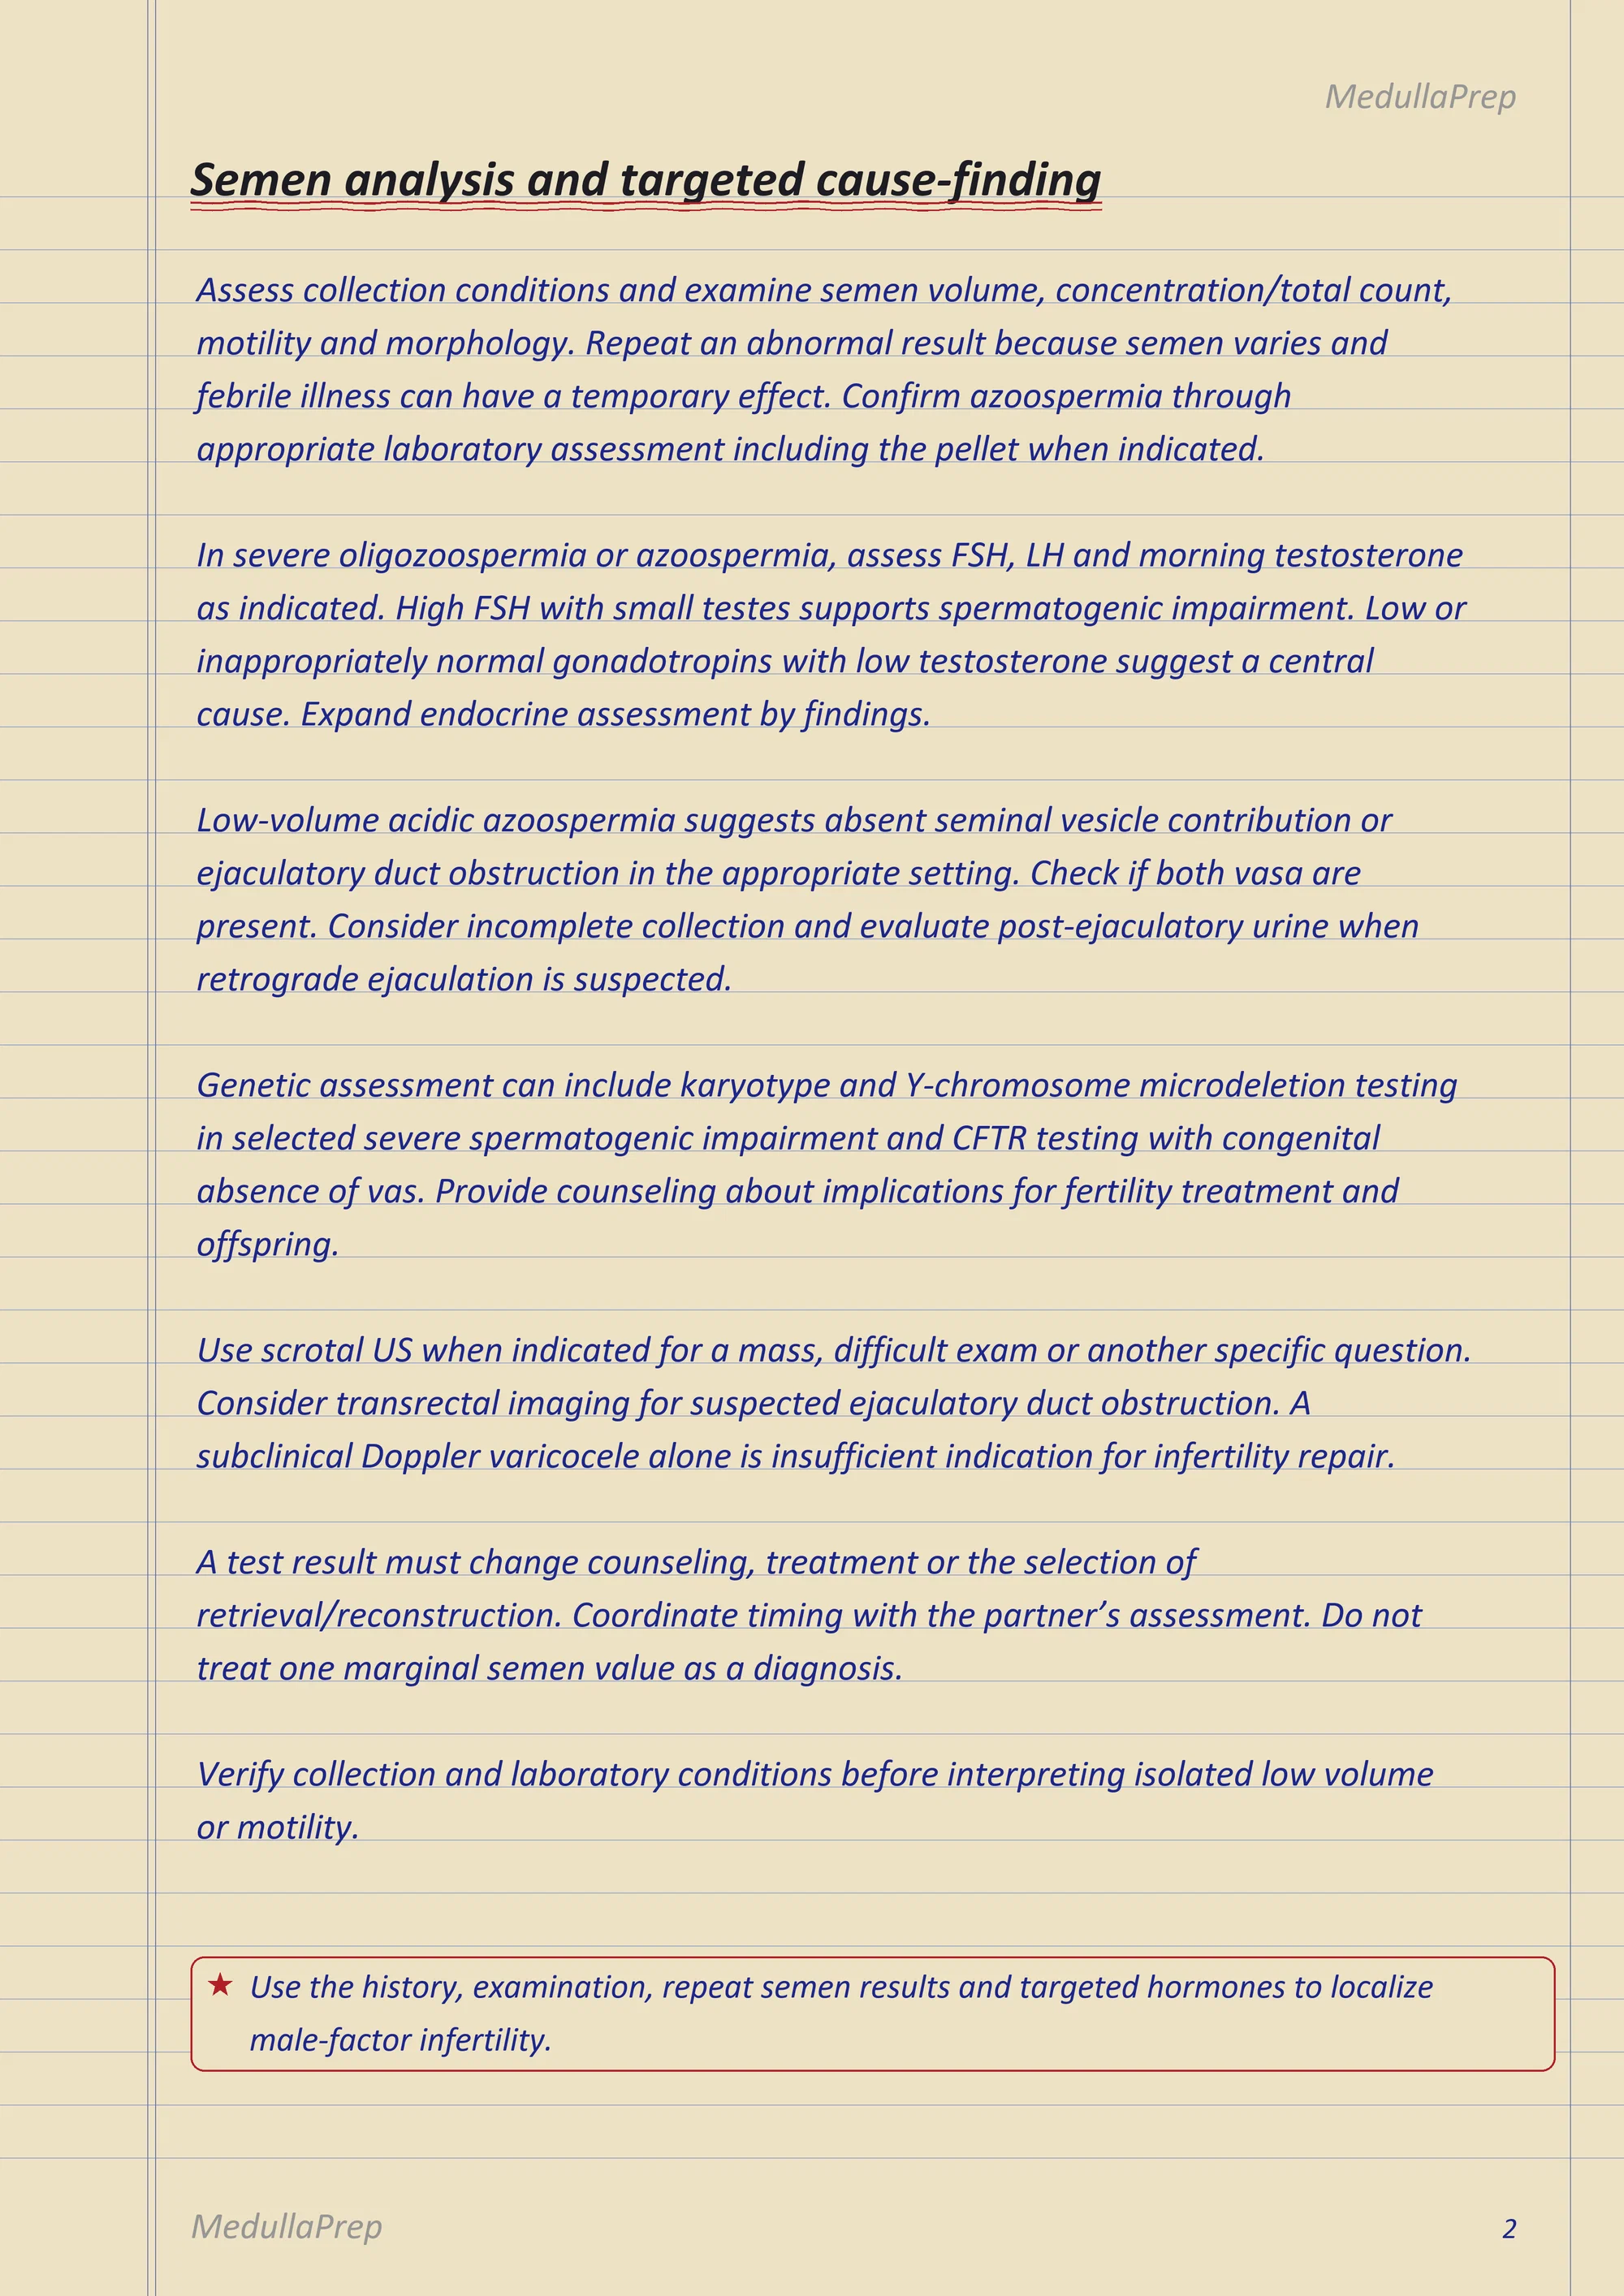 MedullaPrep
Semen analysis and targeted cause-finding
Assess collection conditions and examine semen volume, concentration/total count,
motility and morphology. Repeat an abnormal result because semen varies and
febrile illness can have a temporary effect. Confirm azoospermia through
appropriate laboratory assessment including the pellet when indicated.
In severe oligozoospermia or azoospermia, assess FSH, LH and morning testosterone
as indicated. High FSH with small testes supports spermatogenic impairment. Low or
inappropriately normal gonadotropins with low testosterone suggest a central
cause. Expand endocrine assessment by findings.
Low-volume acidic azoospermia suggests absent seminal vesicle contribution or
ejaculatory duct obstruction in the appropriate setting. Check if both vasa are
present. Consider incomplete collection and evaluate post-ejaculatory urine when
retrograde ejaculation is suspected.
Genetic assessment can include karyotype and Y-chromosome microdeletion testing
in selected severe spermatogenic impairment and CFTR testing with congenital
absence of vas. Provide counseling about implications for fertility treatment and
offspring.
Use scrotal US when indicated for a mass, difficult exam or another specific question.
Consider transrectal imaging for suspected ejaculatory duct obstruction. A
subclinical Doppler varicocele alone is insufficient indication for infertility repair.
A test result must change counseling, treatment or the selection of
retrieval/reconstruction. Coordinate timing with the partner’s assessment. Do not
treat one marginal semen value as a diagnosis.
Verify collection and laboratory conditions before interpreting isolated low volume
or motility.
★ Use the history, examination, repeat semen results and targeted hormones to localize
male-factor infertility.
MedullaPrep
2